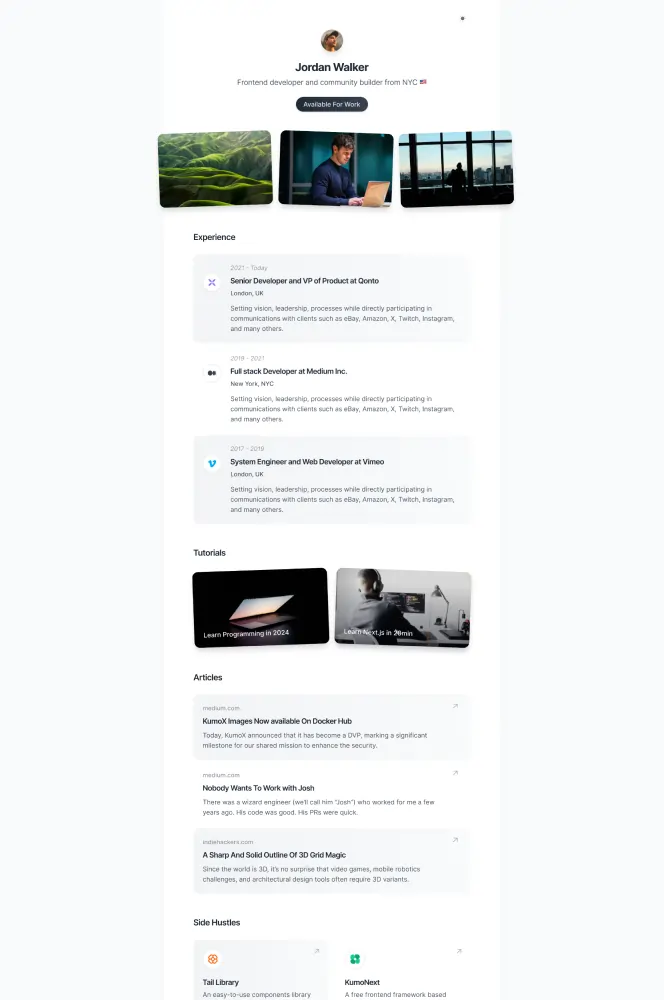 Jordan Walker
Frontend developer and community builder from NYC 🇺🇸
Available For Work
Experience
2021 - Today
Senior Developer and VP of Product at Qonto
London, UK
Setting vision, leadership, processes while directly participating in
communications with clients such as eBay, Amazon, X, Twitch, Instagram,
and many others.
2019 - 2021
Full stack Developer at Medium Inc.
New York, NYC
Setting vision, leadership, processes while directly participating in
communications with clients such as eBay, Amazon, X, Twitch, Instagram,
and many others.
2017 - 2019
System Engineer and Web Developer at Vimeo
London, UK
Setting vision, leadership, processes while directly participating in
communications with clients such as eBay, Amazon, X, Twitch, Instagram,
and many others.
Tutorials
Learn Programming in 2024
Learn Next.js in 20min
Articles
medium.com
KumoX Images Now available On Docker Hub
Today, KumoX announced that it has become a DVP, marking a significant
milestone for our shared mission to enhance the security.
medium.com
Nobody Wants To Work with Josh
There was a wizard engineer (we'll call him "Josh") who worked for me a few
years ago. His code was good. His PRs were quick.
indiehackers.com
A Sharp And Solid Outline Of 3D Grid Magic
Since the world is 3D, it's no surprise that video games, mobile robotics
challenges, and architectural design tools often require 3D variants.
Side Hustles
Tail Library
An easy-to-use components library
KumoNext
A free frontend framework based